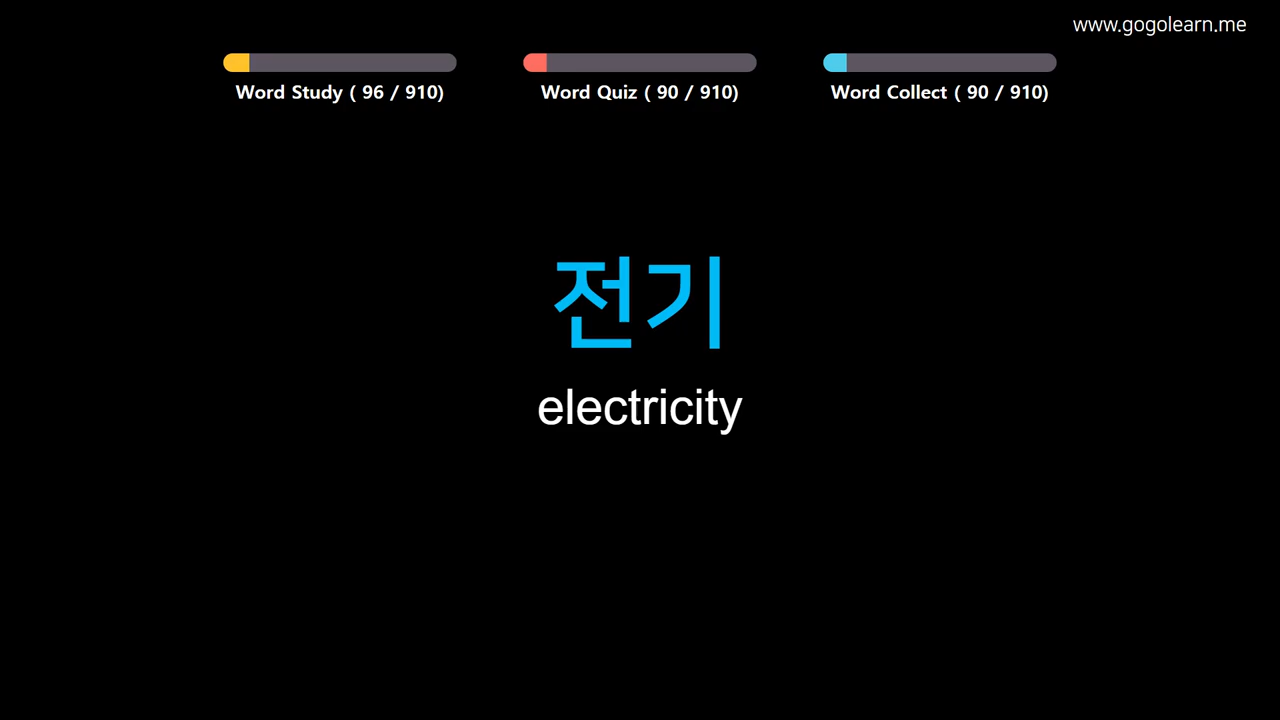 www.gogolearn.me
Word Study ( 96 / 910)
Word Quiz ( 90 / 910)
Word Collect ( 90 / 910)
전기
electricity